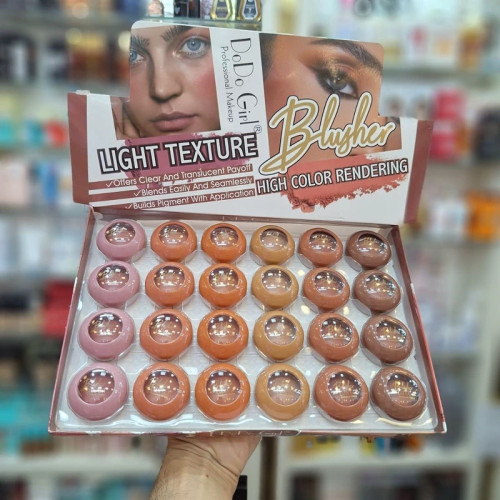 DoDo Girl®
Professional Makeup
Blusher
LIGHT TEXTURE
HIGH COLOR RENDERING
✓Offers Clear And Translucent Payoff
✓Blends Easily And Seamlessly
✓Builds Pigment With Application